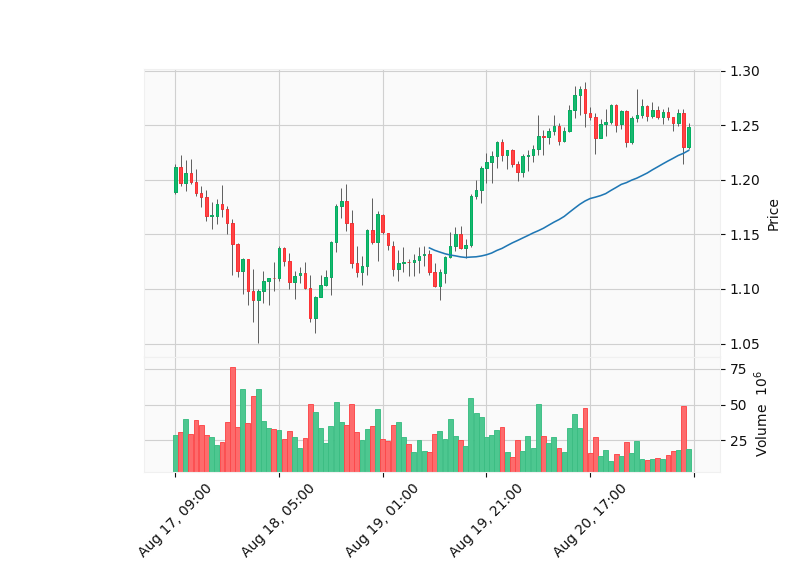 1.30
1.25
1.20
1.15
1.10
1.05
Price
75
50
25
Volume 10^6
Aug 17, 09:00
Aug 18, 05:00
Aug 19, 01:00
Aug 19, 21:00
Aug 20, 17:00